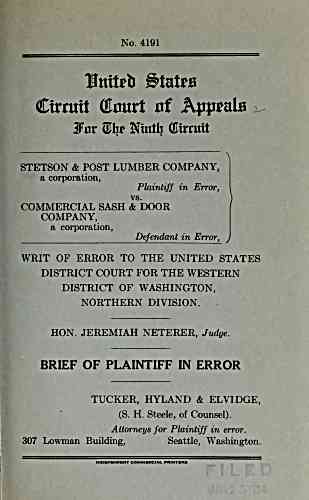 No. 4191
United States
Circuit Court of Appeals
For The Ninth Circuit
STETSON & POST LUMBER COMPANY,
a corporation,
Plaintiff in Error,
vs.
COMMERCIAL SASH & DOOR
COMPANY,
a corporation,
Defendant in Error,
WRIT OF ERROR TO THE UNITED STATES
DISTRICT COURT FOR THE WESTERN
DISTRICT OF WASHINGTON,
NORTHERN DIVISION.
HON. JEREMIAH NETERER, Judge.
BRIEF OF PLAINTIFF IN ERROR
TUCKER, HYLAND & ELVIDGE,
(S. H. Steele, of Counsel).
Attorneys for Plaintiff in error.
307 Lowman Building, Seattle, Washington.
INDEPENDENT COMMERCIAL PRINTERS
FILED